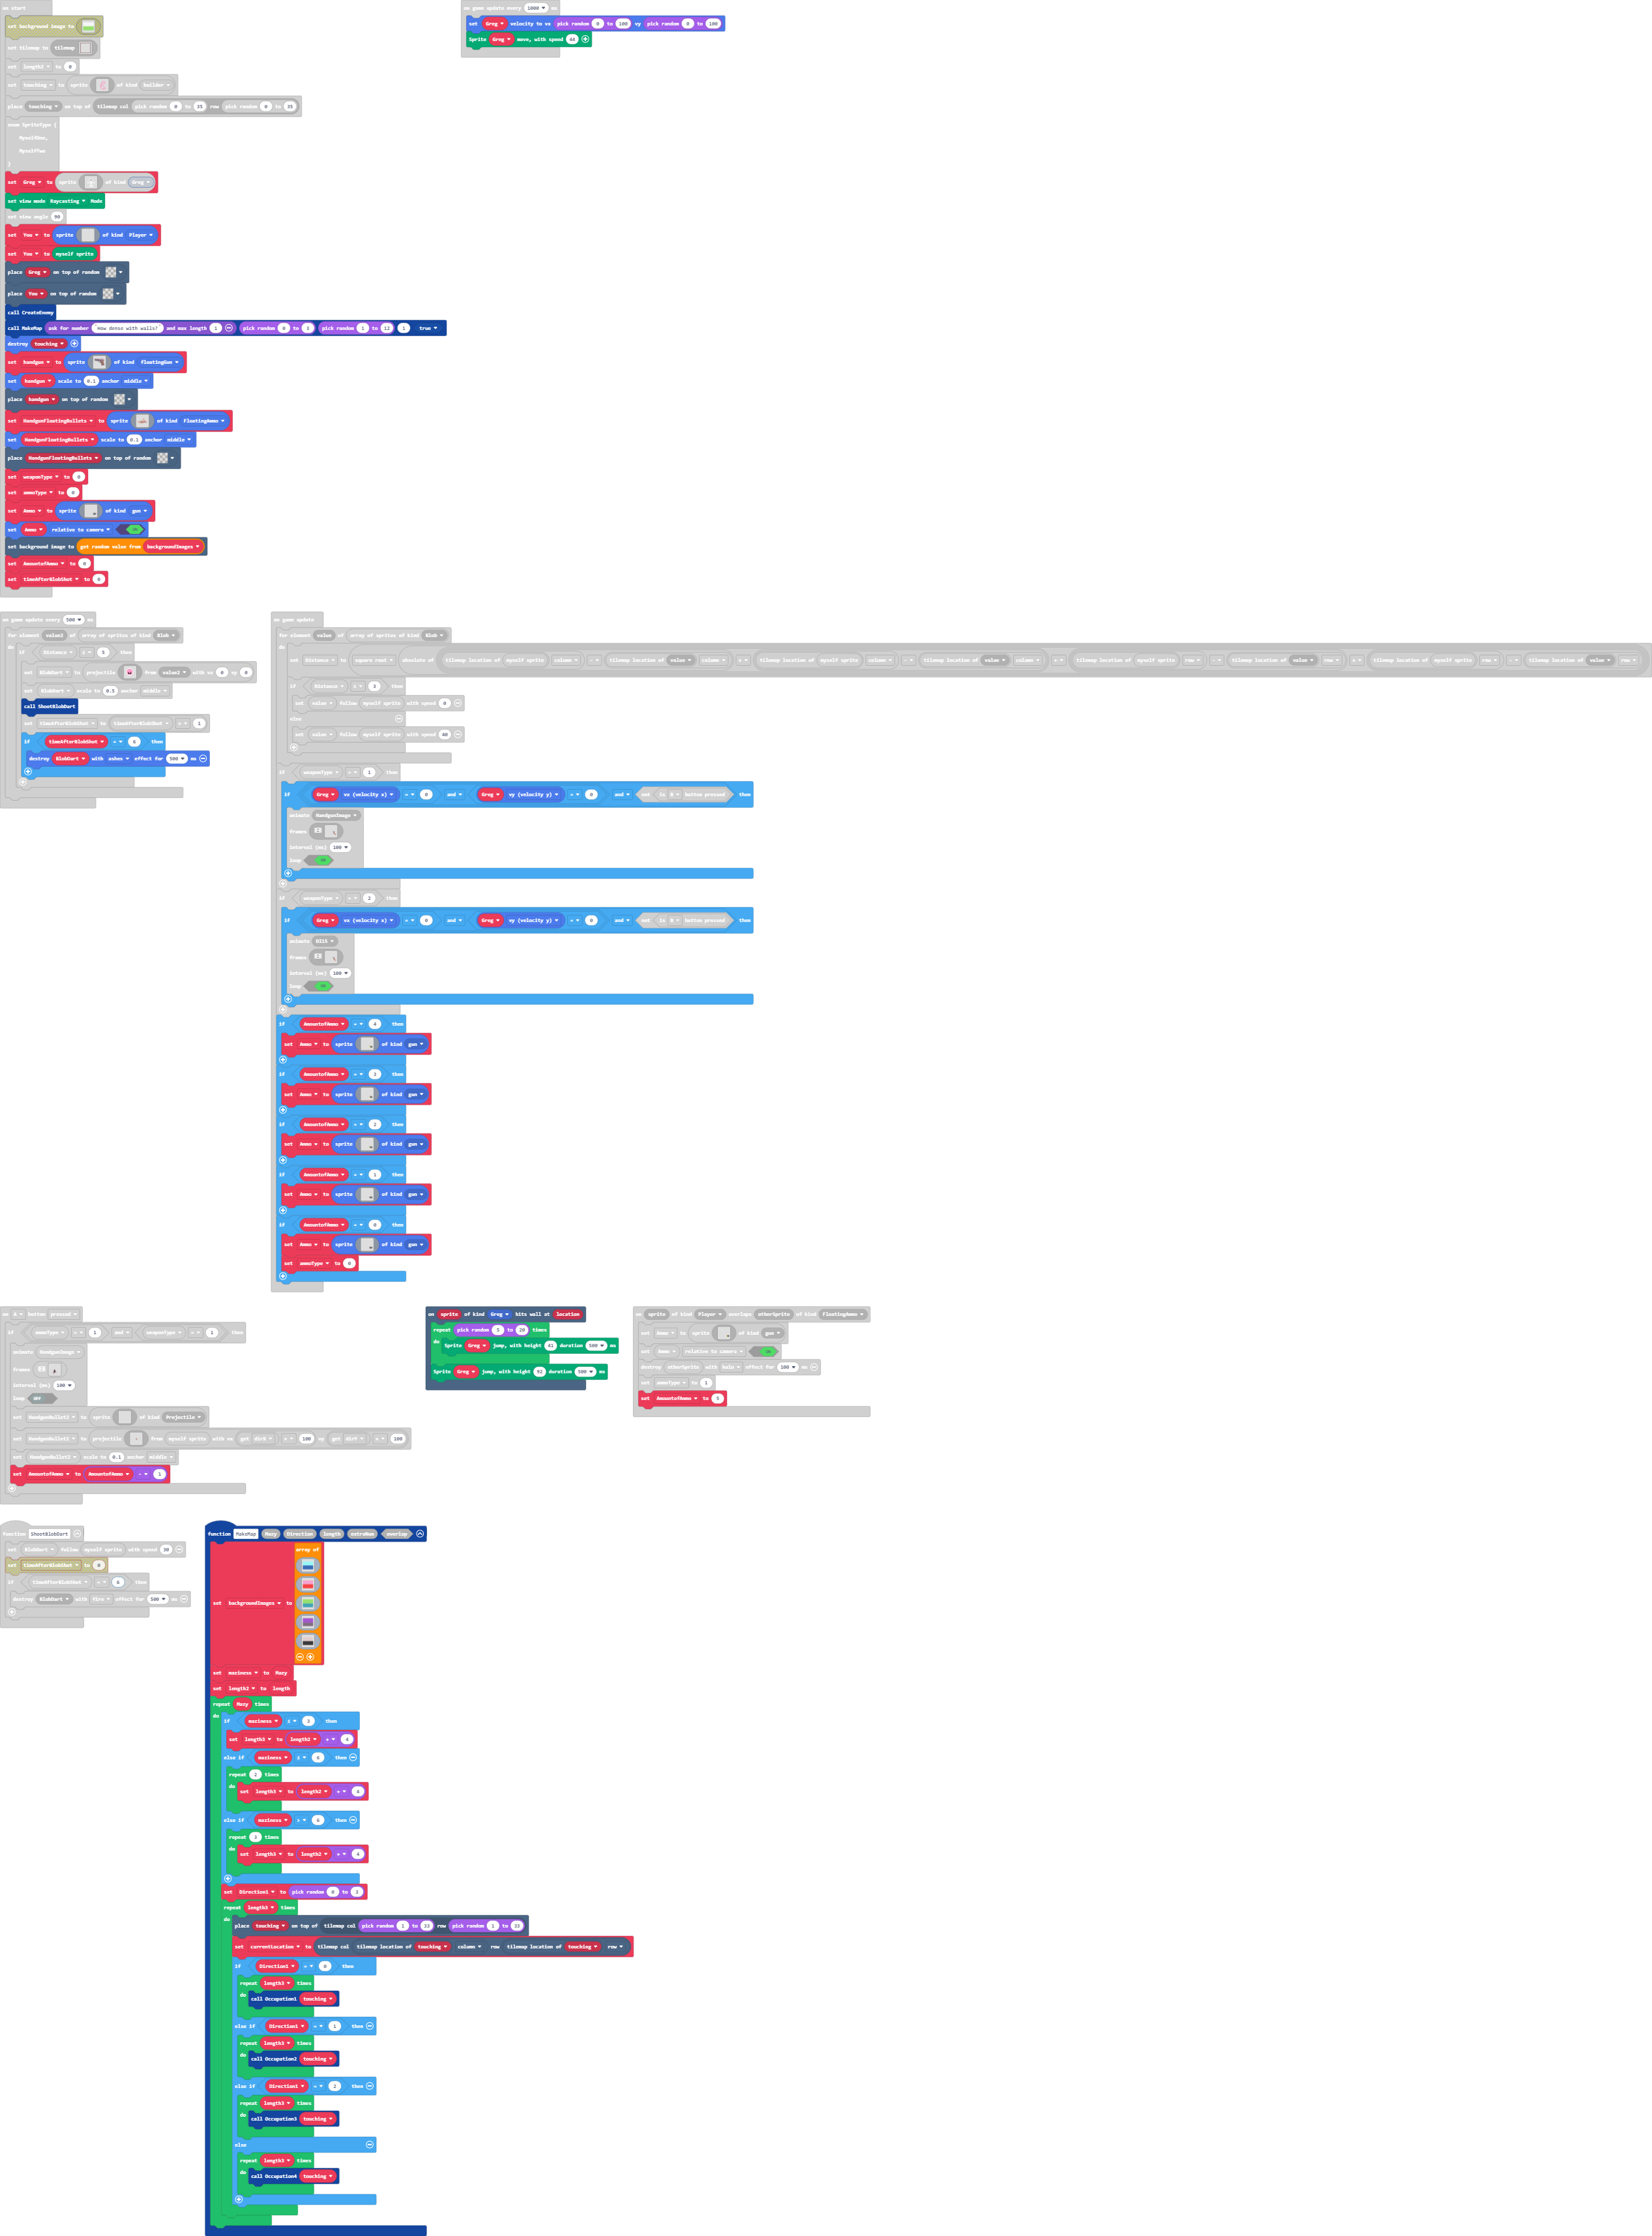 on start
set background image to
set tilemap to tilemap
set length2 to 0
set touching to sprite of kind builder
place touching on top of tilemap col pick random 0 to 35 row pick random 0 to 35
enum SpriteType {
MyselfOne,
MyselfTwo
}
set Greg to sprite of kind Greg
set view mode Raycasting Mode
set view angle 90
set You to sprite of kind Player
set You to myself sprite
place Greg on top of random
place You on top of random
call CreateEnemy
call MakeMap ask for number "How dense with walls?" and max length 1 pick random 0 to 3 pick random 1 to 12 1 true
destroy touching
set handgun to sprite of kind floatingGun
set handgun scale to 0.1 anchor middle
place handgun on top of random
set HandgunFloatingBullets to sprite of kind FloatingAmmo
set HandgunFloatingBullets scale to 0.1 anchor middle
place HandgunFloatingBullets on top of random
set weaponType to 0
set ammoType to 0
set Ammo to sprite of kind gun
set Ammo relative to camera ON
set background image to get random value from backgroundImages
set AmountofAmmo to 0
set timeAfterBlobShot to 0
on game update every 1000 ms
set Greg velocity to vx pick random 0 to 100 vy pick random 0 to 100
Sprite Greg move, with speed 44
on game update every 500 ms
for element value2 of array of sprites of kind Blob
do
if Distance ≤ 3 then
set BlobDart to projectile from value2 with vx 0 vy 0
set BlobDart scale to 0.5 anchor middle
call ShootBlobDart
set timeAfterBlobShot to timeAfterBlobShot + 1
if timeAfterBlobShot = 4 then
destroy BlobDart with ashes effect for 500 ms
on game update
for element value of array of sprites of kind Blob
do
set Distance to square root absolute of tilemap location of myself sprite column - tilemap location of value column x tilemap location of myself sprite column - tilemap location of value column + tilemap location of myself sprite row - tilemap location of value row x tilemap location of myself sprite row - tilemap location of value row
if Distance ≤ 3 then
set value follow myself sprite with speed 0
else
set value follow myself sprite with speed 40
if weaponType = 1 then
if Greg vx (velocity x) = 0 and Greg vy (velocity y) = 0 and not is A button pressed then
animate HandgunImage
frames
interval (ms) 100
loop ON
if weaponType = 2 then
if Greg vx (velocity x) = 0 and Greg vy (velocity y) = 0 and not is A button pressed then
animate
frames
interval (ms) 100
loop ON
if AmountofAmmo = 4 then
set Ammo to sprite of kind gun
if AmountofAmmo = 3 then
set Ammo to sprite of kind gun
if AmountofAmmo = 2 then
set Ammo to sprite of kind gun
if AmountofAmmo = 1 then
set Ammo to sprite of kind gun
if AmountofAmmo = 0 then
set Ammo to sprite of kind gun
set ammoType to 0
on A button pressed
if ammoType = 1 and weaponType = 1 then
animate HandgunImage
frames
interval (ms) 100
loop OFF
set HandgunBullet2 to sprite of kind Projectile
set HandgunBullet2 to projectile from myself sprite with vx get dirX x 100 vy get dirY x 100
set HandgunBullet2 scale to 0.1 anchor middle
set AmountofAmmo to AmountofAmmo - 1
on sprite of kind Greg hits wall at location
repeat pick random 5 to 20 times
do
Sprite Greg jump, with height 41 duration 500 ms
Sprite Greg jump, with height 92 duration 500 ms
on sprite of kind Player overlaps otherSprite of kind FloatingAmmo
set Ammo to sprite of kind gun
set Ammo relative to camera ON
destroy otherSprite with halo effect for 100 ms
set ammoType to 1
set AmountofAmmo to 5
function ShootBlobDart
set BlobDart follow myself sprite with speed 30
set timeAfterBlobShot to 0
if timeAfterBlobShot = 4 then
destroy BlobDart with fire effect for 500 ms
function MakeMap Mazy Direction length extraNum overlap
array of
set backgroundImages to
set maziness to Mazy
set length2 to length
repeat Mazy times
do
if maziness ≤ 3 then
set length3 to length2 + 4
else if maziness ≤ 6 then
repeat 2 times
do
set length3 to length2 + 4
else if maziness > 6 then
repeat 3 times
do
set length3 to length2 + 4
set Direction1 to pick random 0 to 3
repeat length3 times
do
place touching on top of tilemap col pick random 1 to 33 row pick random 1 to 33
set currentLocation to tilemap col tilemap location of touching column row tilemap location of touching row
if Direction1 = 0 then
repeat length3 times
do
call Occupation1 touching
else if Direction1 = 1 then
repeat length3 times
do
call Occupation2 touching
else if Direction1 = 2 then
repeat length3 times
do
call Occupation3 touching
else
repeat length3 times
do
call Occupation4 touching